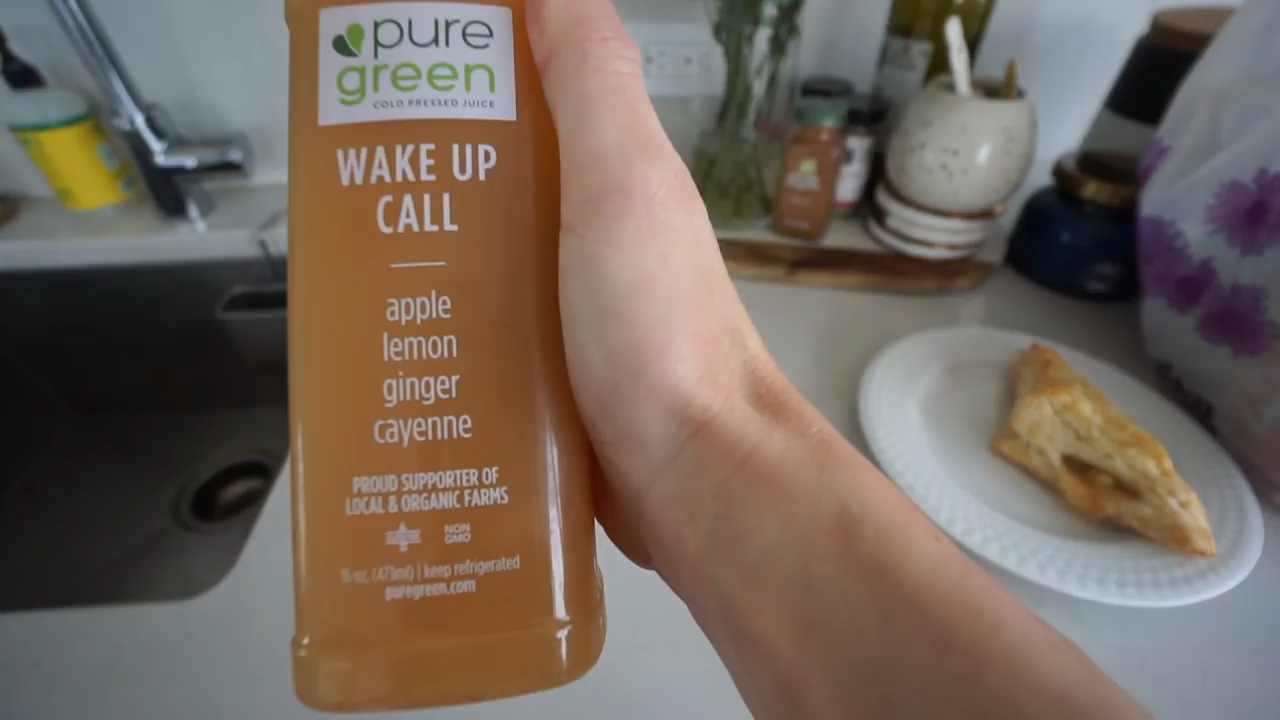 pure
green
COLD PRESSED JUICE
WAKE UP
CALL
apple
lemon
ginger
cayenne
PROUD SUPPORTER OF
LOCAL & ORGANIC FARMS
NON
GMO
16 oz. (473ml) | keep refrigerated
puregreen.com